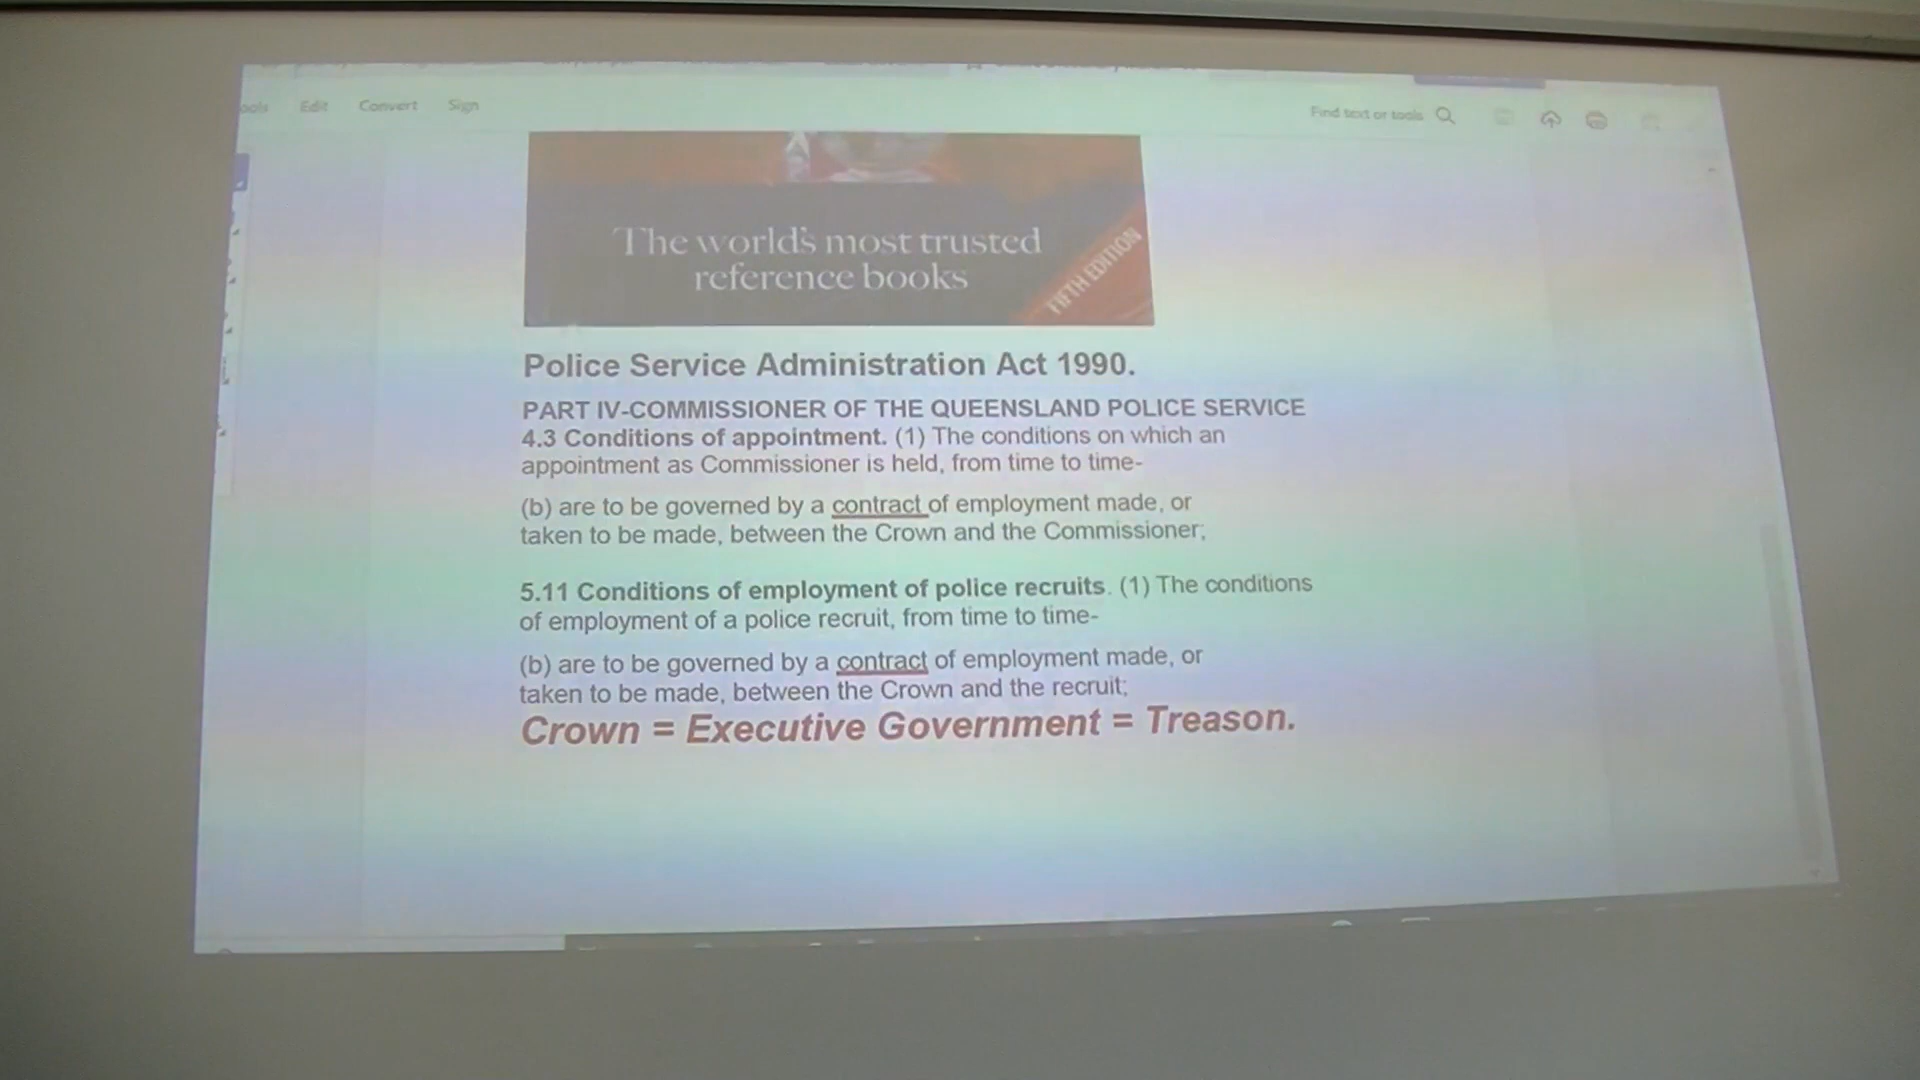 Edit Convert Sign Find text or tools
The world's most trusted
reference books
FIFTH EDITION
Police Service Administration Act 1990.
PART IV-COMMISSIONER OF THE QUEENSLAND POLICE SERVICE
4.3 Conditions of appointment. (1) The conditions on which an
appointment as Commissioner is held, from time to time-
(b) are to be governed by a contract of employment made, or
taken to be made, between the Crown and the Commissioner;
5.11 Conditions of employment of police recruits. (1) The conditions
of employment of a police recruit, from time to time-
(b) are to be governed by a contract of employment made, or
taken to be made, between the Crown and the recruit;
Crown = Executive Government = Treason.